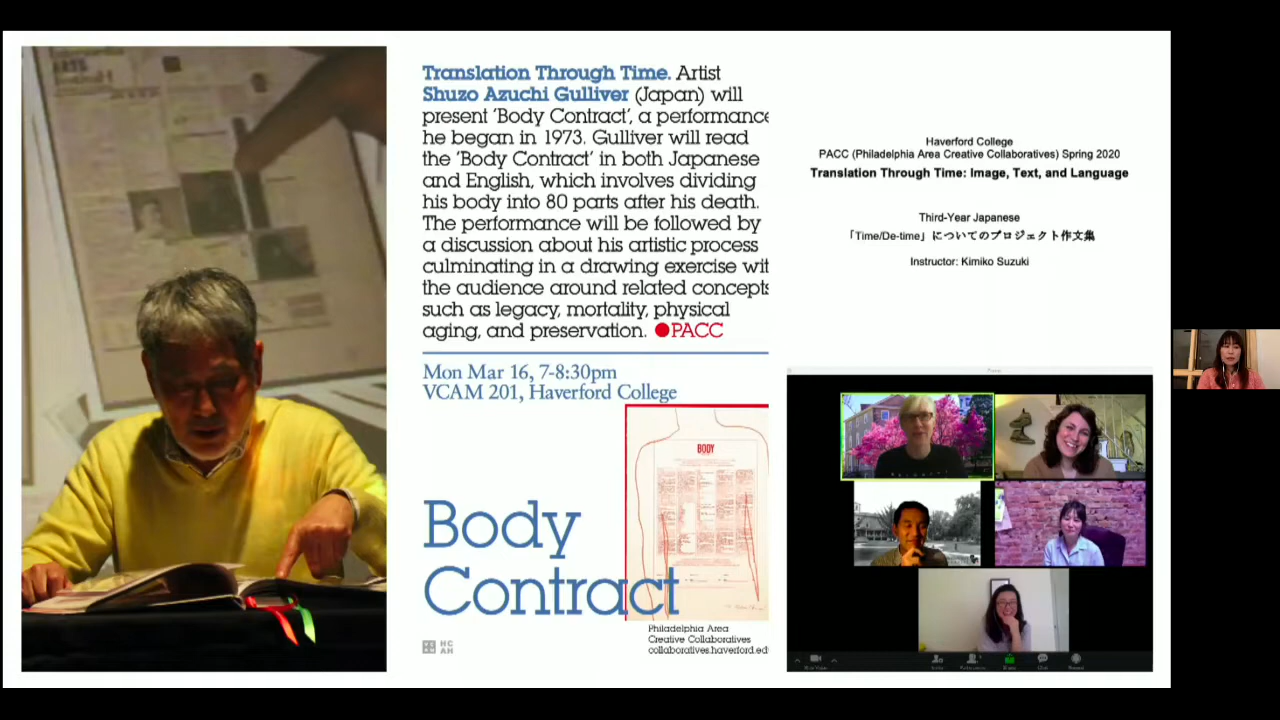 Translation Through Time. Artist
Shuzo Azuchi Gulliver (Japan) will
present ‘Body Contract’, a performance
he began in 1973. Gulliver will read
the ‘Body Contract’ in both Japanese
and English, which involves dividing
his body into 80 parts after his death.
The performance will be followed by
a discussion about his artistic process
culminating in a drawing exercise wit
the audience around related concepts
such as legacy, mortality, physical
aging, and preservation. PACC
Mon Mar 16, 7-8:30pm
VCAM 201, Haverford College
BODY
Body
Contract
Philadelphia Area
Creative Collaboratives
collaboratives.haverford.ed
HC
AH
Haverford College
PACC (Philadelphia Area Creative Collaboratives) Spring 2020
Translation Through Time: Image, Text, and Language
Third-Year Japanese
「Time/De-time」についてのプロジェクト作文集
Instructor: Kimiko Suzuki